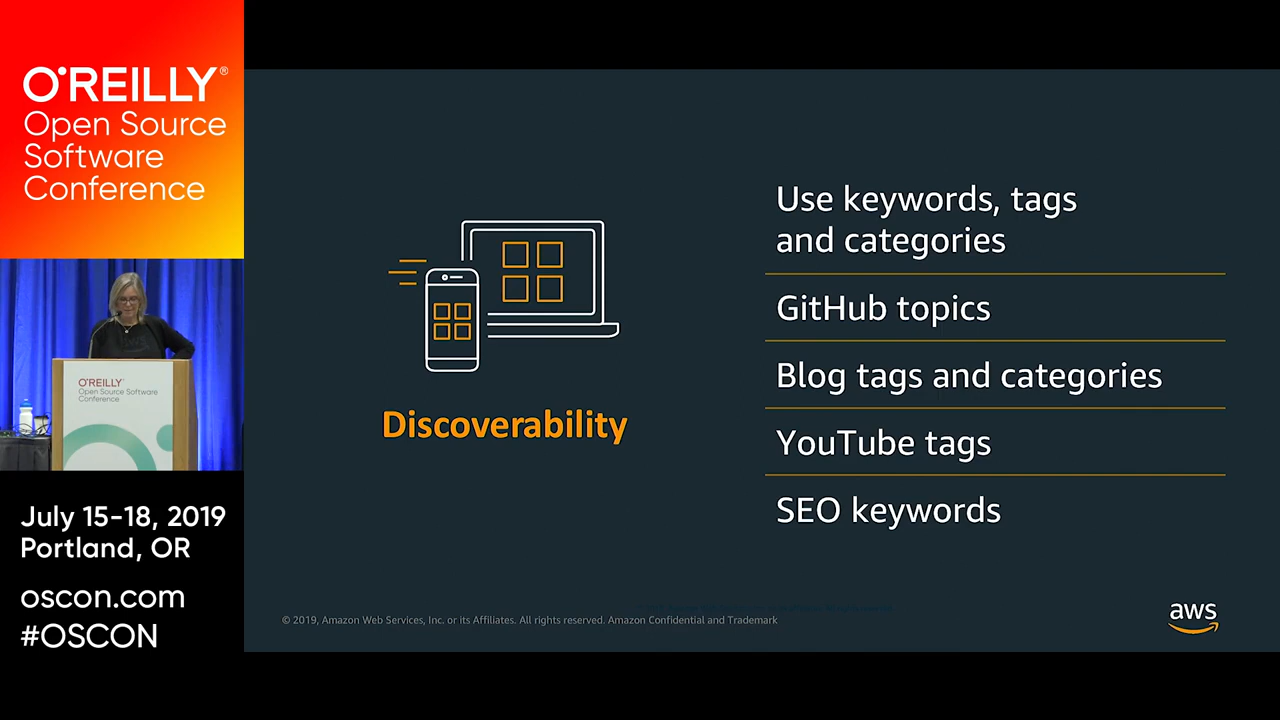 O'REILLY®
Open Source
Software
Conference
O'REILLY
Open Source Software
Conference
July 15-18, 2019
Portland, OR
oscon.com
#OSCON
Discoverability
Use keywords, tags
and categories
GitHub topics
Blog tags and categories
YouTube tags
SEO keywords
© 2019, Amazon Web Services, Inc. or its Affiliates. All rights reserved. Amazon Confidential and Trademark
aws